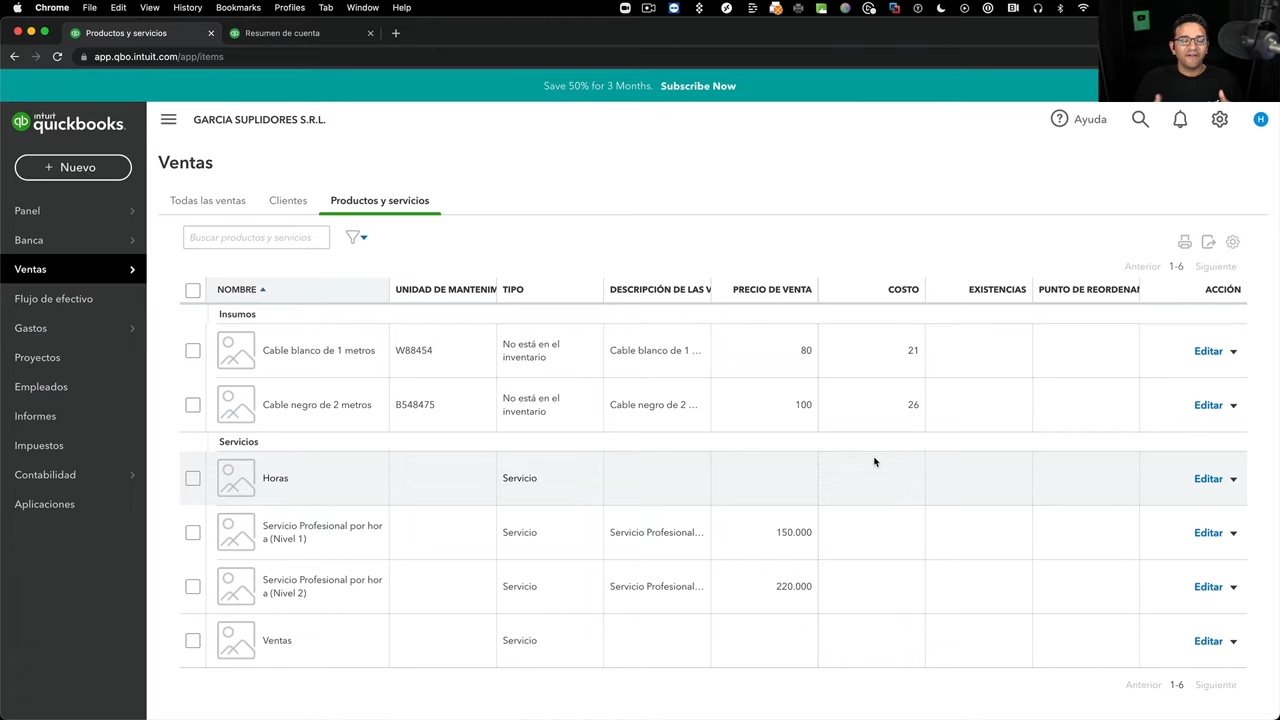 Chrome File Edit View History Bookmarks Profiles Tab Window Help
Productos y servicios
Resumen de cuenta
app.qbo.intuit.com/app/items
Save 50% for 3 Months. Subscribe Now
intuit
quickbooks.
GARCIA SUPLIDORES S.R.L.
Ayuda
H
+ Nuevo
Panel
Banca
Ventas
Flujo de efectivo
Gastos
Proyectos
Empleados
Informes
Impuestos
Contabilidad
Aplicaciones
Ventas
Todas las ventas Clientes Productos y servicios
Buscar productos y servicios
Anterior 1-6 Siguiente
NOMBRE UNIDAD DE MANTENIM TIPO DESCRIPCIÓN DE LAS V PRECIO DE VENTA COSTO EXISTENCIAS PUNTO DE REORDENAM ACCIÓN
Insumos
Cable blanco de 1 metros W88454 No está en el inventario Cable blanco de 1 ... 80 21 Editar
Cable negro de 2 metros B548475 No está en el inventario Cable negro de 2 ... 100 26 Editar
Servicios
Horas Servicio Editar
Servicio Profesional por hor
a (Nivel 1) Servicio Servicio Profesional... 150.000 Editar
Servicio Profesional por hor
a (Nivel 2) Servicio Servicio Profesional... 220.000 Editar
Ventas Servicio Editar
Anterior 1-6 Siguiente